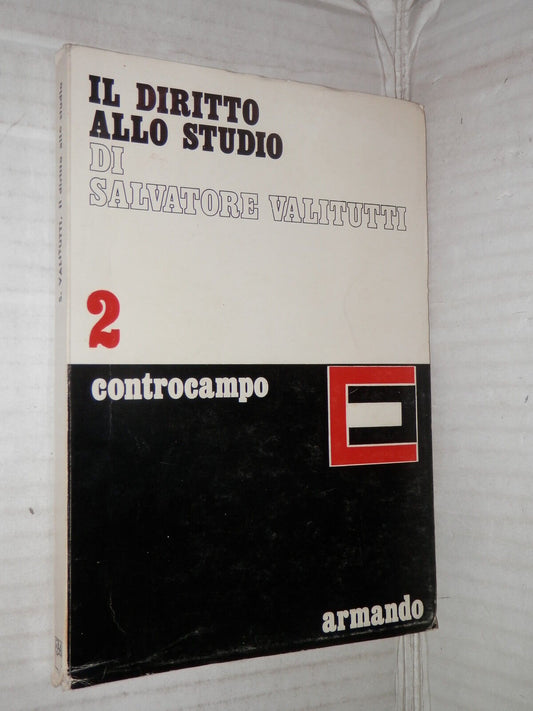 IL DIRITTO
ALLO STUDIO
DI
SALVATORE VALITUTTI
2
controcampo
armando
S. VALITUTTI, Il diritto allo studio